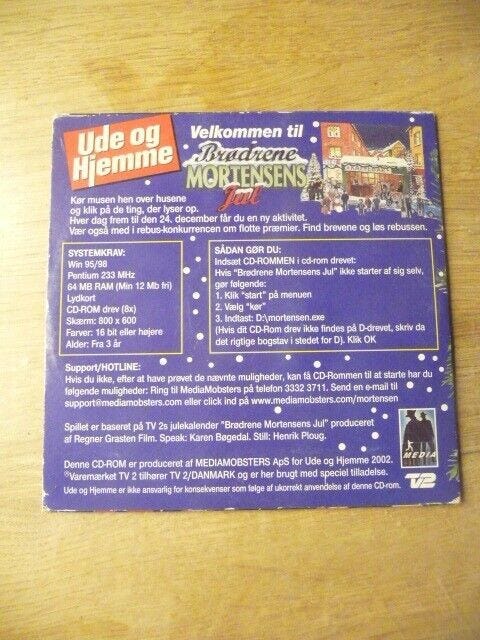 Ude og
Hjemme
Velkommen til
Brødrene
MORTENSENS
Jul
Kør musen hen over husene
og klik på de ting, der lyser op.
Hver dag frem til den 24. december får du en ny aktivitet.
Vær også med i rebus-konkurrencen om flotte præmier. Find brevene og løs rebussen.
SYSTEMKRAV:
Win 95/98
Pentium 233 MHz
64 MB RAM (Min 12 Mb fri)
Lydkort
CD-ROM drev (8x)
Skærm: 800 x 600
Farver: 16 bit eller højere
Alder: Fra 3 år
SÅDAN GØR DU:
Indsæt CD-ROMMEN i cd-rom drevet:
Hvis "Brødrene Mortensens Jul" ikke starter af sig selv,
gør følgende:
1. Klik "start" på menuen
2. Vælg "kør"
3. Indtast: D:\mortensen.exe
(Hvis dit CD-Rom drev ikke findes på D-drevet, skriv da
det rigtige bogstav i stedet for D). Klik OK
Support/HOTLINE:
Hvis du ikke, efter at have prøvet de nævnte muligheder, kan få CD-Rommen til at starte har du
følgende muligheder: Ring til MediaMobsters på telefon 3332 3711. Send en e-mail til
support@mediamobsters.com eller click ind på www.mediamobsters.com/mortensen
Spillet er baseret på TV 2s julekalender "Brødrene Mortensens Jul" produceret
af Regner Grasten Film. Speak: Karen Bøgedal. Still: Henrik Ploug.
Denne CD-ROM er produceret af MEDIAMOBSTERS ApS for Ude og Hjemme 2002.
®Varemærket TV 2 tilhører TV 2/DANMARK og er her brugt med speciel tilladelse.
Ude og Hjemme er ikke ansvarlig for konsekvenser som følge af ukorrekt anvendelse af denne CD-rom.
MEDIA
TV2